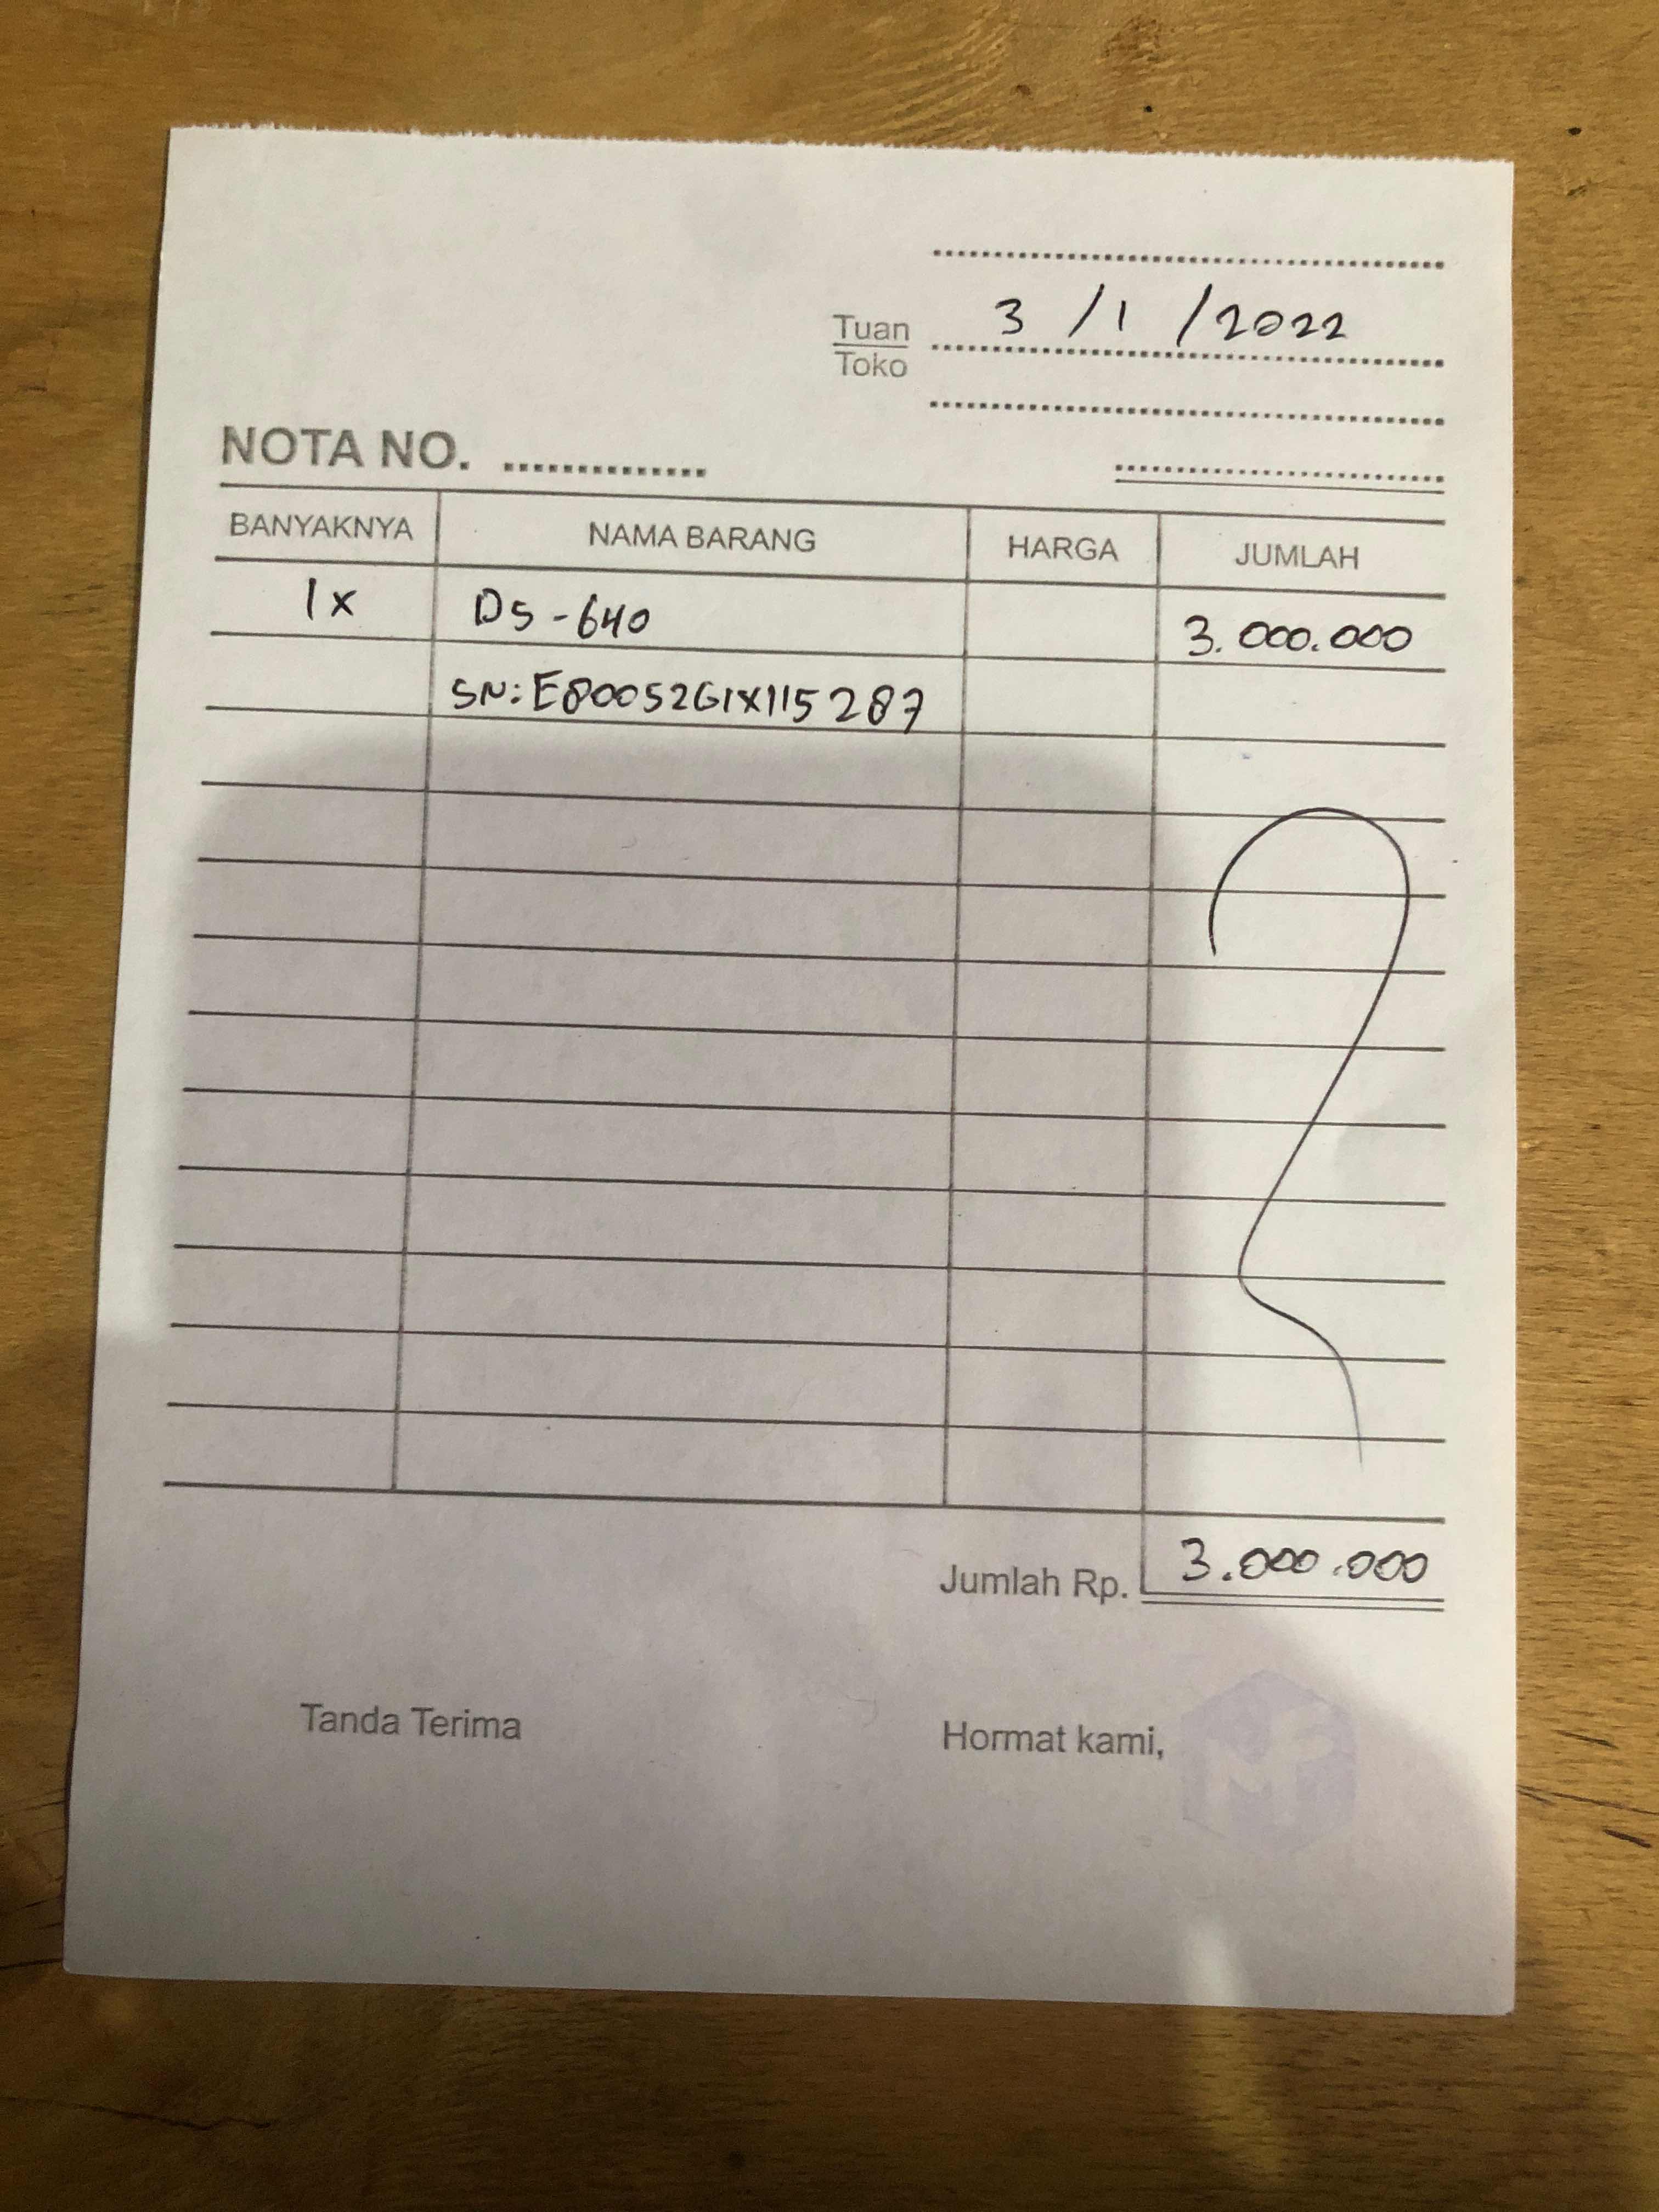 3/1/2022
Tuan
Toko
NOTA NO. ..............
BANYAKNYA NAMA BARANG HARGA JUMLAH
1x DS-640 3.000.000
SN: E80052G1X115287
Jumlah Rp. 3.000.000
Tanda Terima Hormat kami,